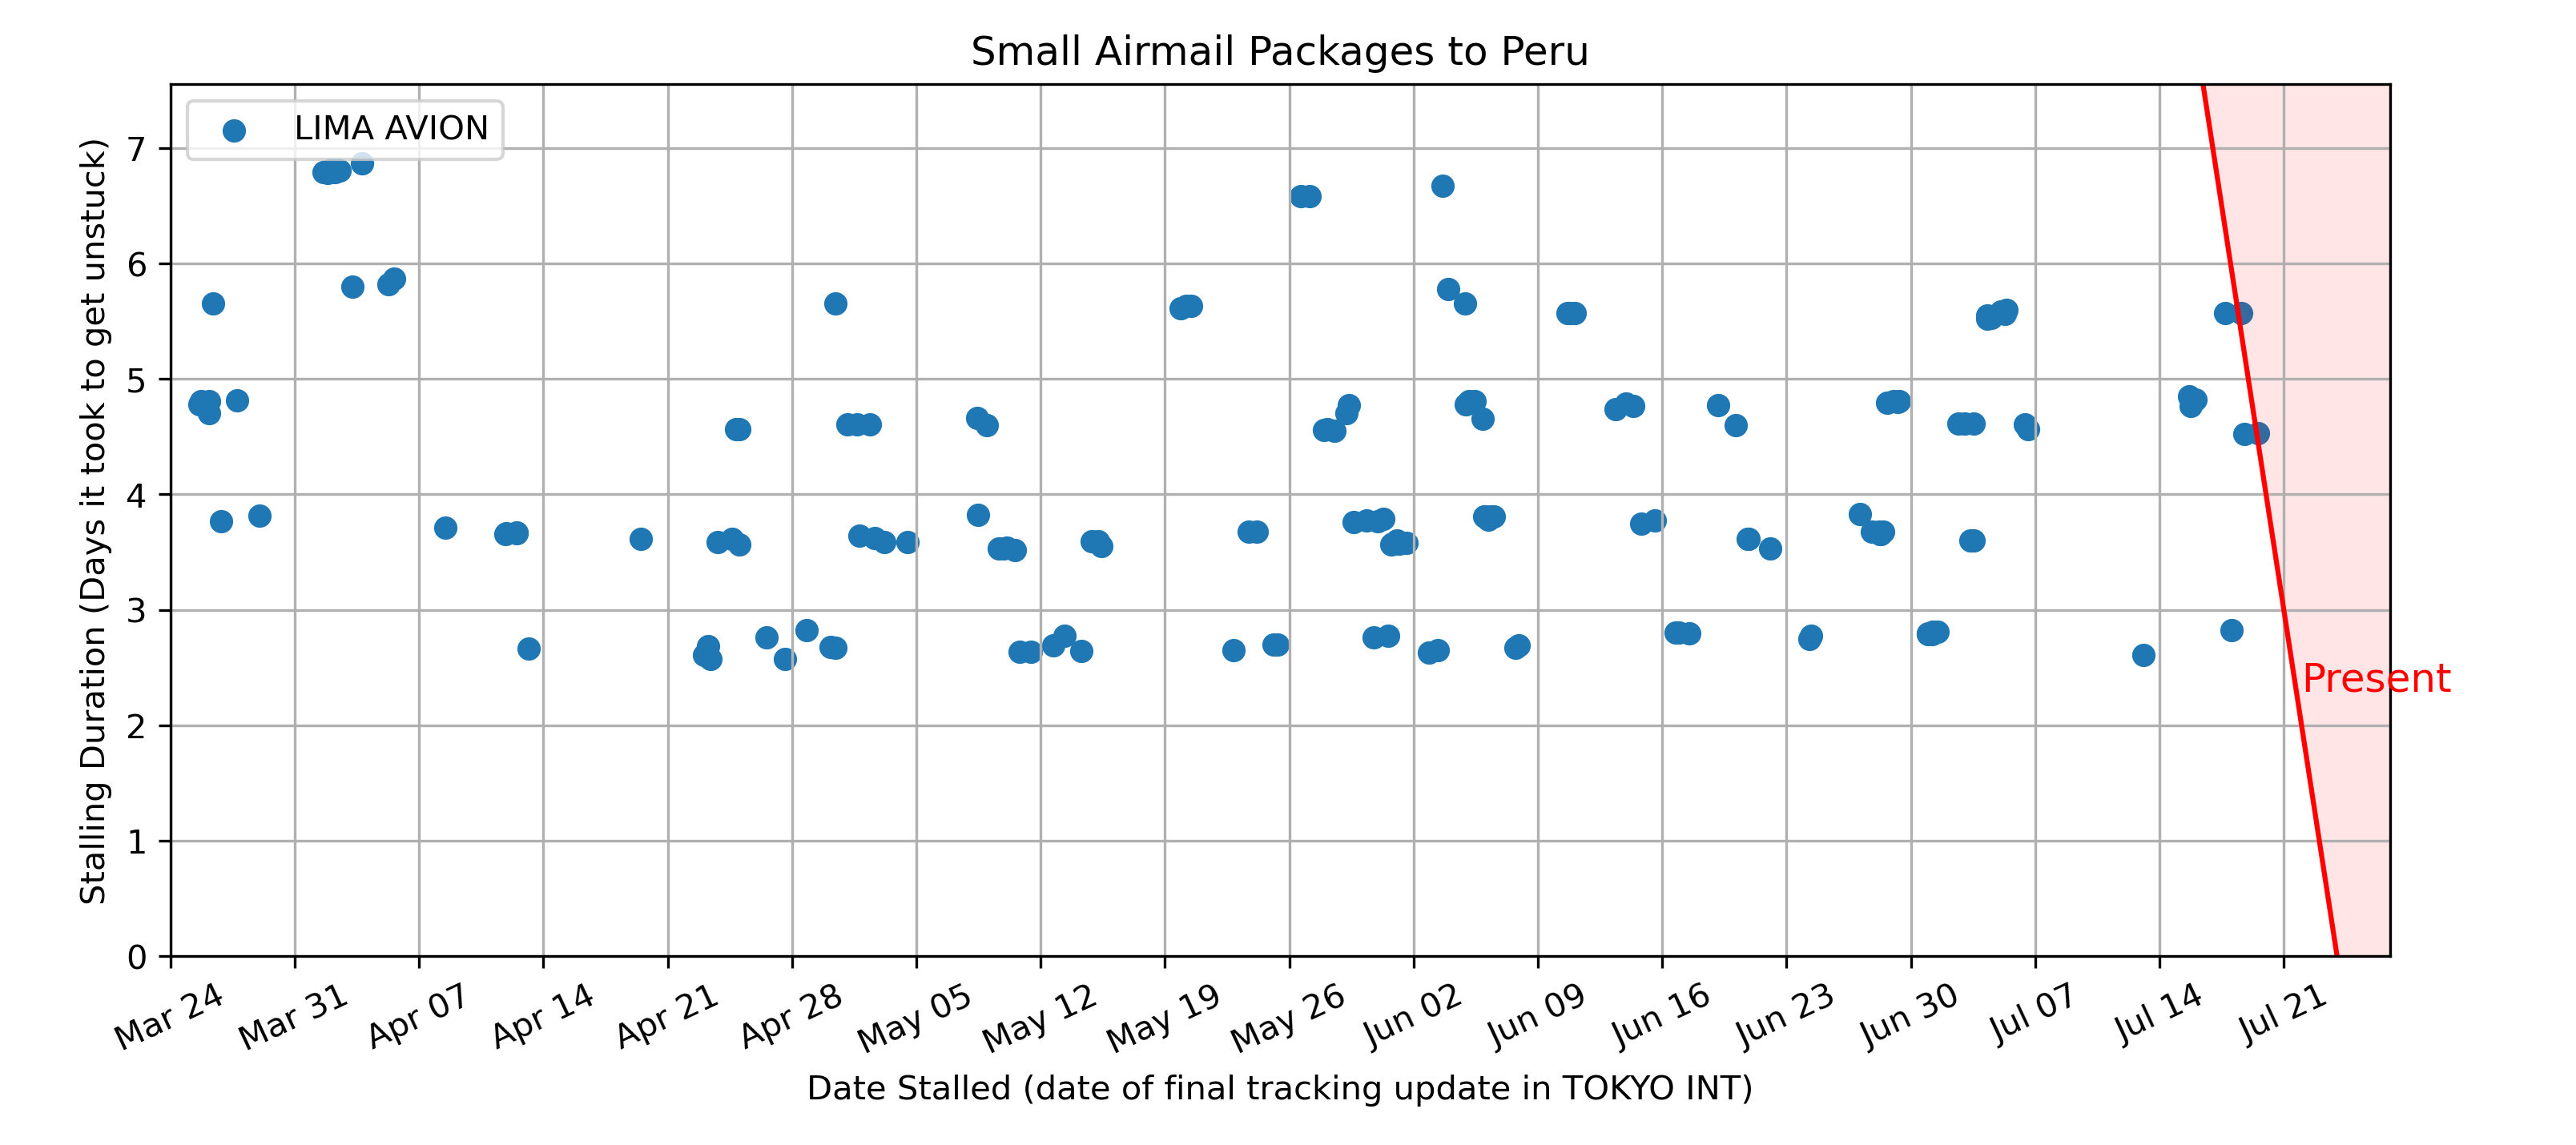 Small Airmail Packages to Peru
LIMA AVION
Stalling Duration (Days it took to get unstuck)
7
6
5
4
3
2
1
0
Present
Mar 24
Mar 31
Apr 07
Apr 14
Apr 21
Apr 28
May 05
May 12
May 19
May 26
Jun 02
Jun 09
Jun 16
Jun 23
Jun 30
Jul 07
Jul 14
Jul 21
Date Stalled (date of final tracking update in TOKYO INT)